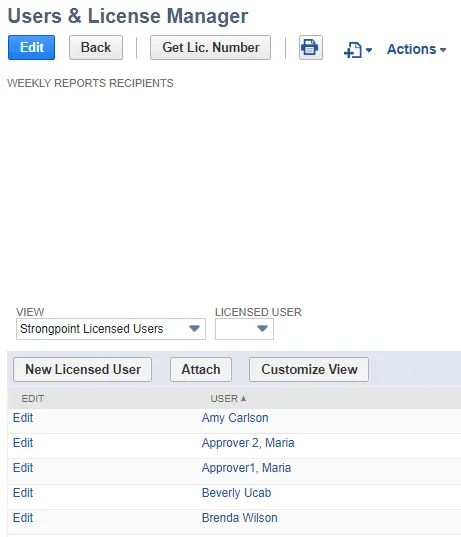 Users & License Manager
Edit Back Get Lic. Number Actions
WEEKLY REPORTS RECIPIENTS
VIEW LICENSED USER
Strongpoint Licensed Users
New Licensed User Attach Customize View
EDIT USER
Edit Amy Carlson
Edit Approver 2, Maria
Edit Approver1, Maria
Edit Beverly Ucab
Edit Brenda Wilson